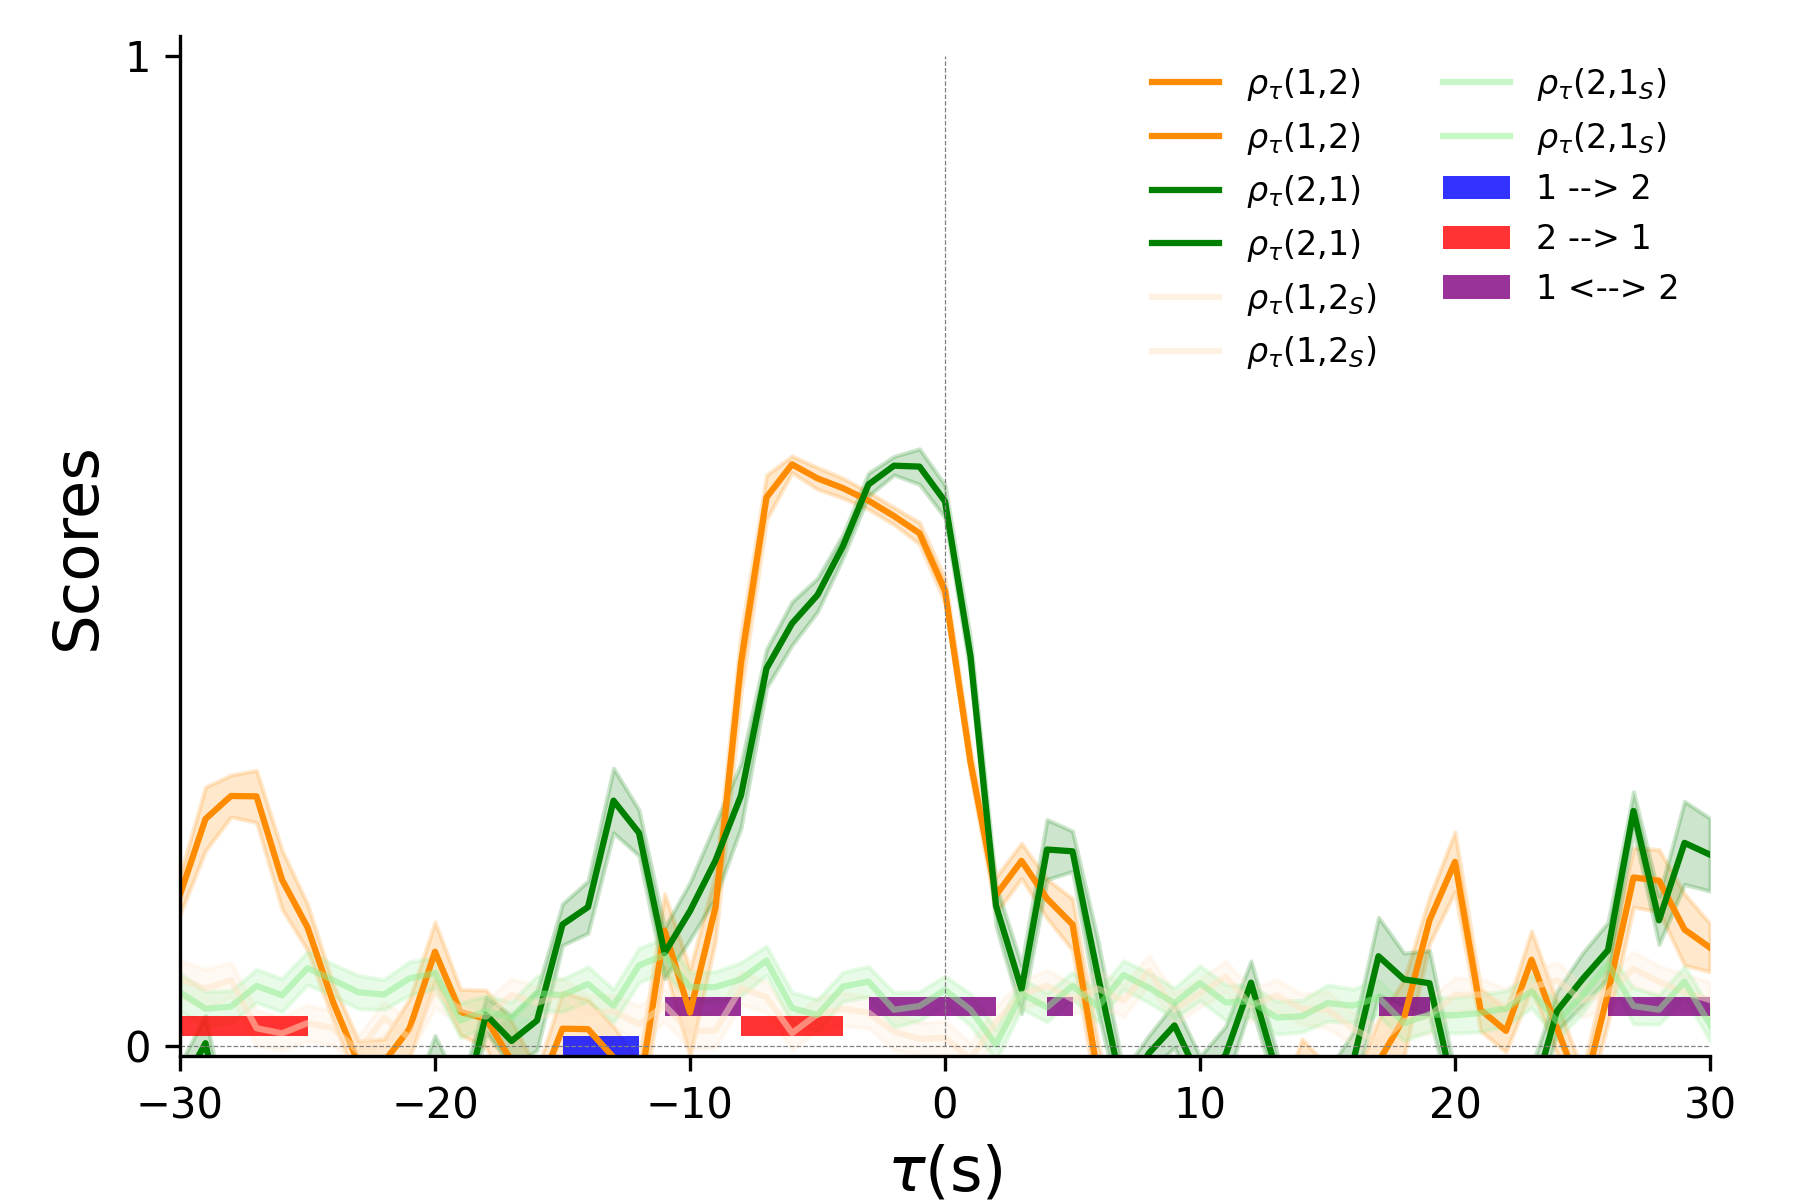 Scores
1
0
ρτ(1,2)
ρτ(1,2)
ρτ(2,1)
ρτ(2,1)
ρτ(1,2S)
ρτ(1,2S)
ρτ(2,1S)
ρτ(2,1S)
1 --> 2
2 --> 1
1 <--> 2
−30 −20 −10 0 10 20 30
τ(s)